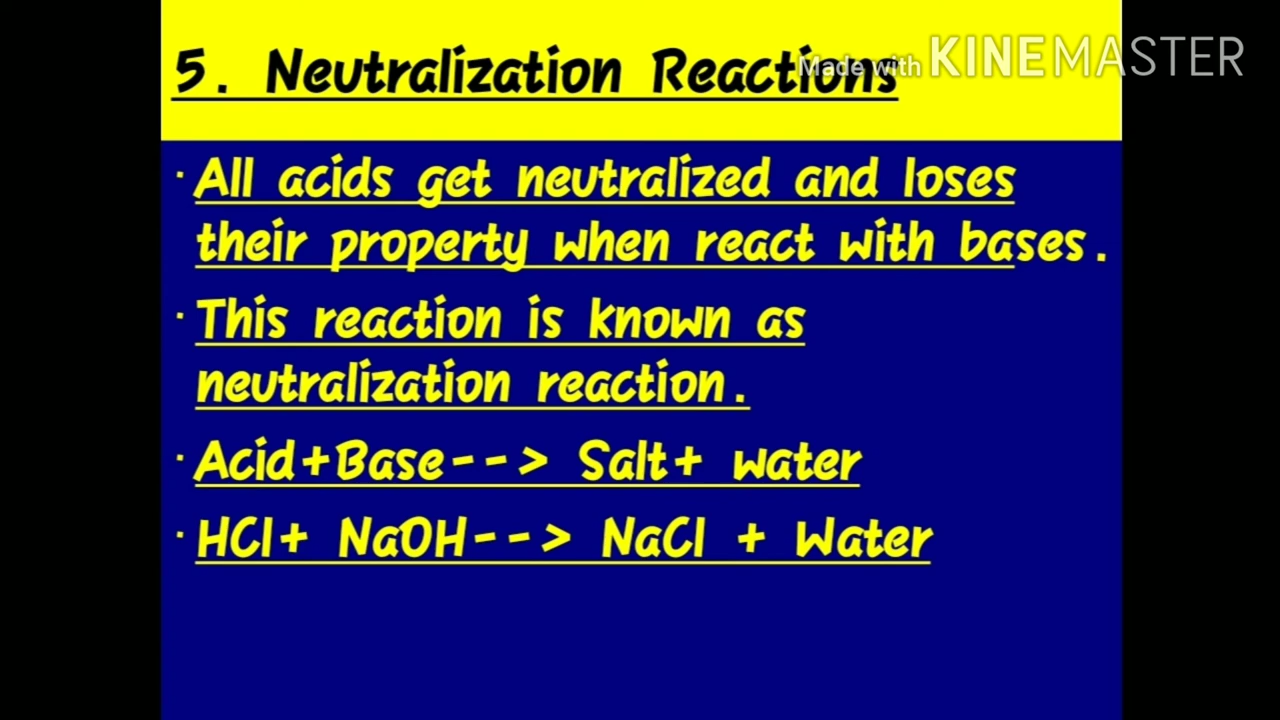 5. Neutralization Reactions
Made with KINEMASTER
· All acids get neutralized and loses
their property when react with bases.
· This reaction is known as
neutralization reaction.
· Acid+Base--> Salt+ water
· HCl+ NaOH--> NaCl + Water